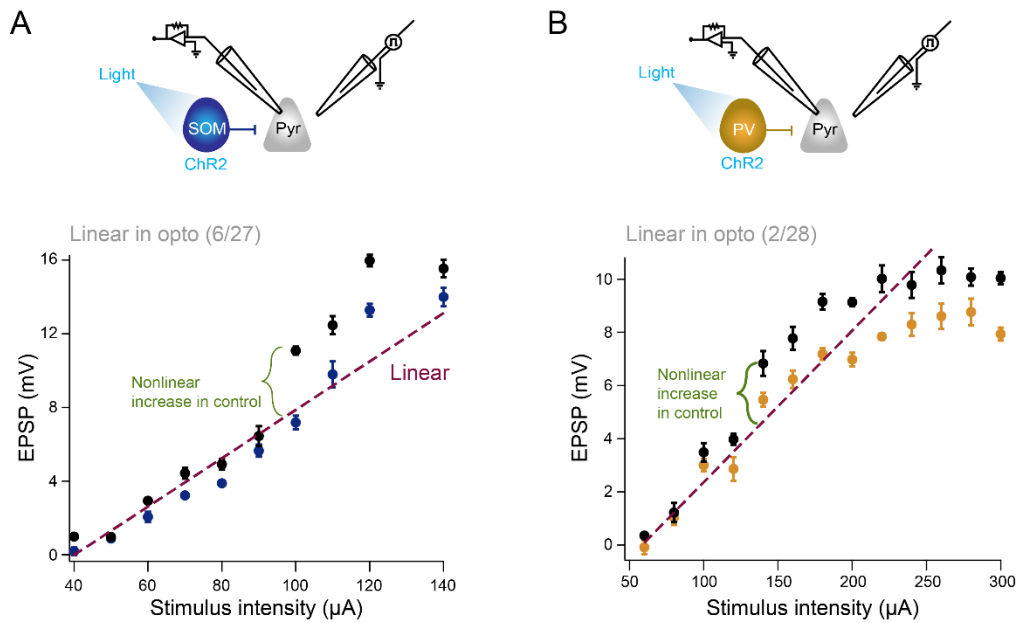 A
Light
SOM
Pyr
ChR2
Linear in opto (6/27)
16
12
8
4
0
EPSP (mV)
Nonlinear
increase in control
Linear
40
60
80
100
120
140
Stimulus intensity (µA)
B
Light
PV
Pyr
ChR2
Linear in opto (2/28)
10
8
6
4
2
0
EPSP (mV)
Nonlinear
increase
in control
50
100
150
200
250
300
Stimulus intensity (µA)